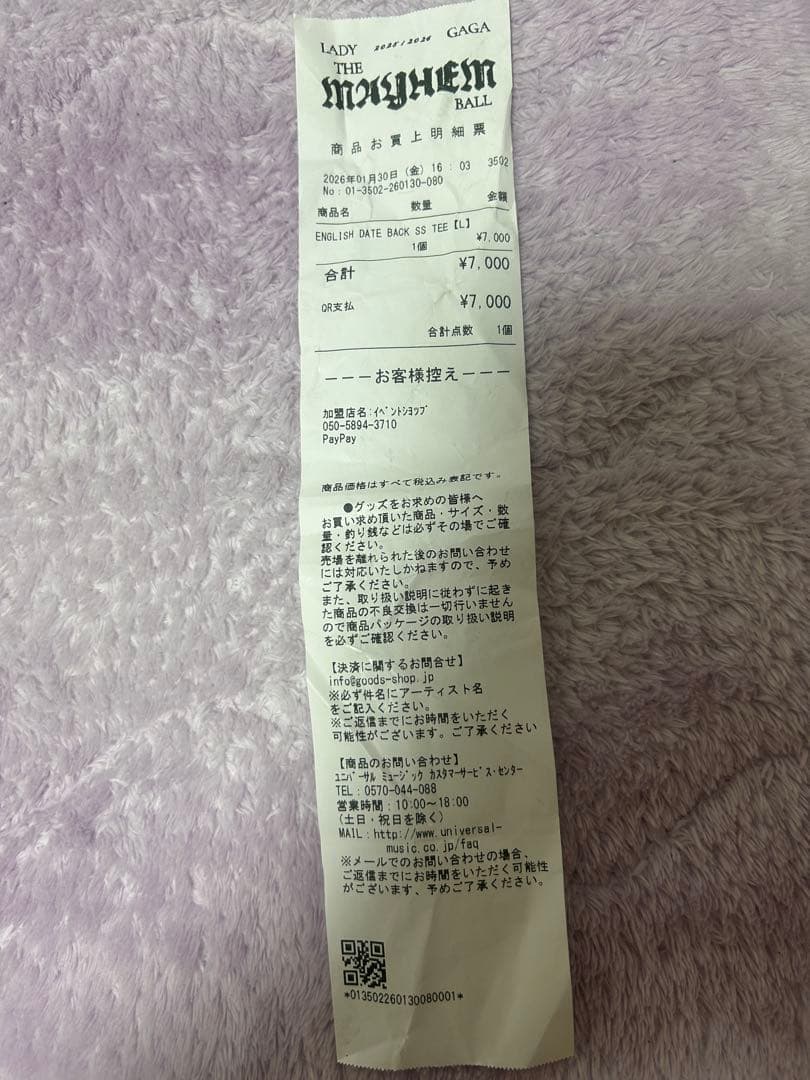 LADY 2025/2026 GAGA
THE
MAYHEM
BALL
商品お買上明細票
2026年01月30日(金)16:03 3502
No:01-3502-260130-080
商品名 数量 金額
ENGLISH DATE BACK SS TEE【L】
1個 ¥7,000
合計 ¥7,000
QR支払 ¥7,000
合計点数 1個
---お客様控え---
加盟店名:ｲﾍﾞﾝﾄｼｮｯﾌﾟ
050-5894-3710
PayPay
商品価格はすべて税込み表記です。
●グッズをお求めの皆様へ
お買い求め頂いた商品・サイズ・数
量・釣り銭などは必ずその場でご確
認ください。
売場を離れられた後のお問い合わせ
には対応いたしかねますので、予め
ご了承ください。
また、取り扱い説明に従わずに起き
た商品の不良交換は一切行いません
ので商品パッケージの取り扱い説明
を必ずご確認ください。
【決済に関するお問合せ】
info@goods-shop.jp
※必ず件名にアーティスト名
をご記入ください。
※ご返信までにお時間をいただく
可能性がございます。ご了承ください
【商品のお問い合わせ】
ﾕﾆﾊﾞｰｻﾙ ﾐｭｰｼﾞｯｸ ｶｽﾀﾏｰｻｰﾋﾞｽ･ｾﾝﾀｰ
TEL:0570-044-088
営業時間:10:00〜18:00
(土日・祝日を除く)
MAIL:http://www.universal-
music.co.jp/faq
※メールでのお問い合わせの場合、
ご返信までにお時間をいただく可能性
がございます、予めご了承ください。
*013502260130080001*